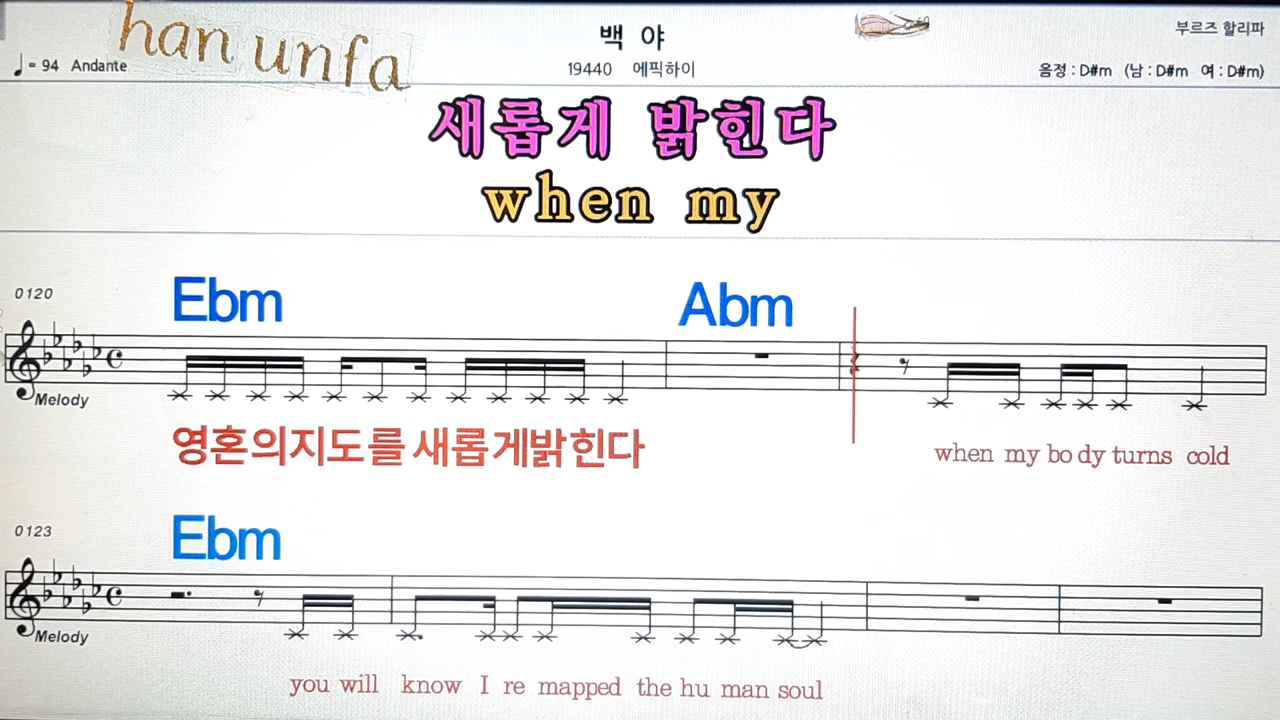 han unfa
백 야
부르즈 할리파
♩= 94 Andante
19440 에픽하이
음정 : D#m (남 : D#m 여 : D#m)
새롭게 밝힌다
when my
0120
Ebm Abm
Melody
영혼의지도를 새롭게밝힌다 when my bo dy turns cold
0123
Ebm
Melody
you will know I re mapped the hu man soul